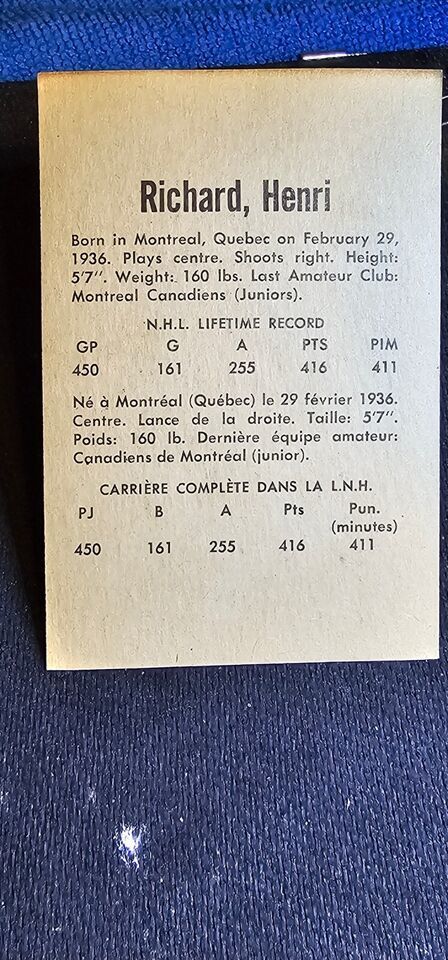 Richard, Henri
Born in Montreal, Quebec on February 29,
1936. Plays centre. Shoots right. Height:
5'7". Weight: 160 lbs. Last Amateur Club:
Montreal Canadiens (Juniors).
N.H.L. LIFETIME RECORD
GP G A PTS PIM
450 161 255 416 411
Né à Montréal (Québec) le 29 février 1936.
Centre. Lance de la droite. Taille: 5'7".
Poids: 160 lb. Dernière équipe amateur:
Canadiens de Montréal (junior).
CARRIÈRE COMPLÈTE DANS LA L.N.H.
PJ B A Pts Pun.
(minutes)
450 161 255 416 411